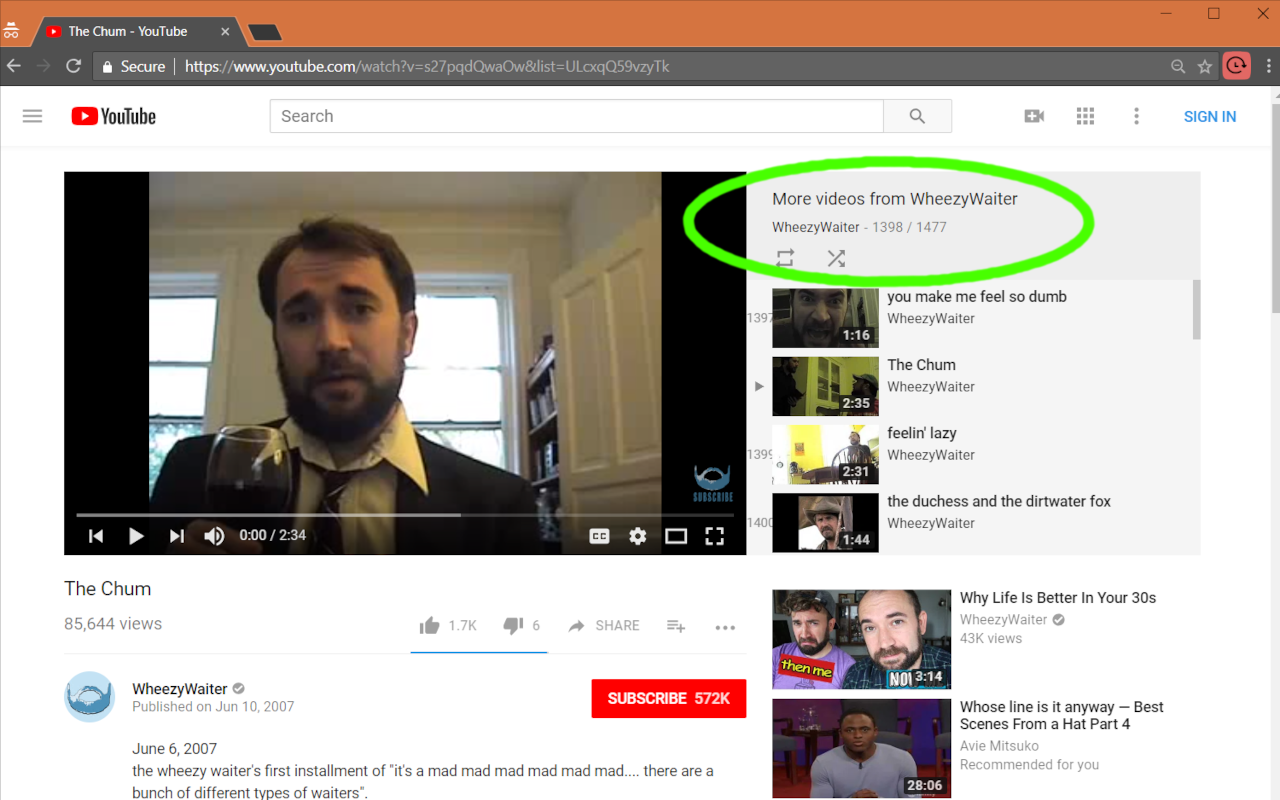 The Chum - YouTube
Secure | https://www.youtube.com/watch?v=s27pqdQwaOw&list=ULcxqQ59vzyTk
YouTube
Search
SIGN IN
More videos from WheezyWaiter
WheezyWaiter - 1398 / 1477
1397
you make me feel so dumb
WheezyWaiter
1:16
The Chum
WheezyWaiter
2:35
1399
feelin' lazy
WheezyWaiter
2:31
1400
the duchess and the dirtwater fox
WheezyWaiter
1:44
SUBSCRIBE
0:00 / 2:34
CC
The Chum
85,644 views
1.7K
6
SHARE
WheezyWaiter
Published on Jun 10, 2007
SUBSCRIBE 572K
June 6, 2007
the wheezy waiter's first installment of "it's a mad mad mad mad mad mad.... there are a
bunch of different types of waiters".
then me
NOW
3:14
Why Life Is Better In Your 30s
WheezyWaiter
43K views
28:06
Whose line is it anyway — Best
Scenes From a Hat Part 4
Avie Mitsuko
Recommended for you